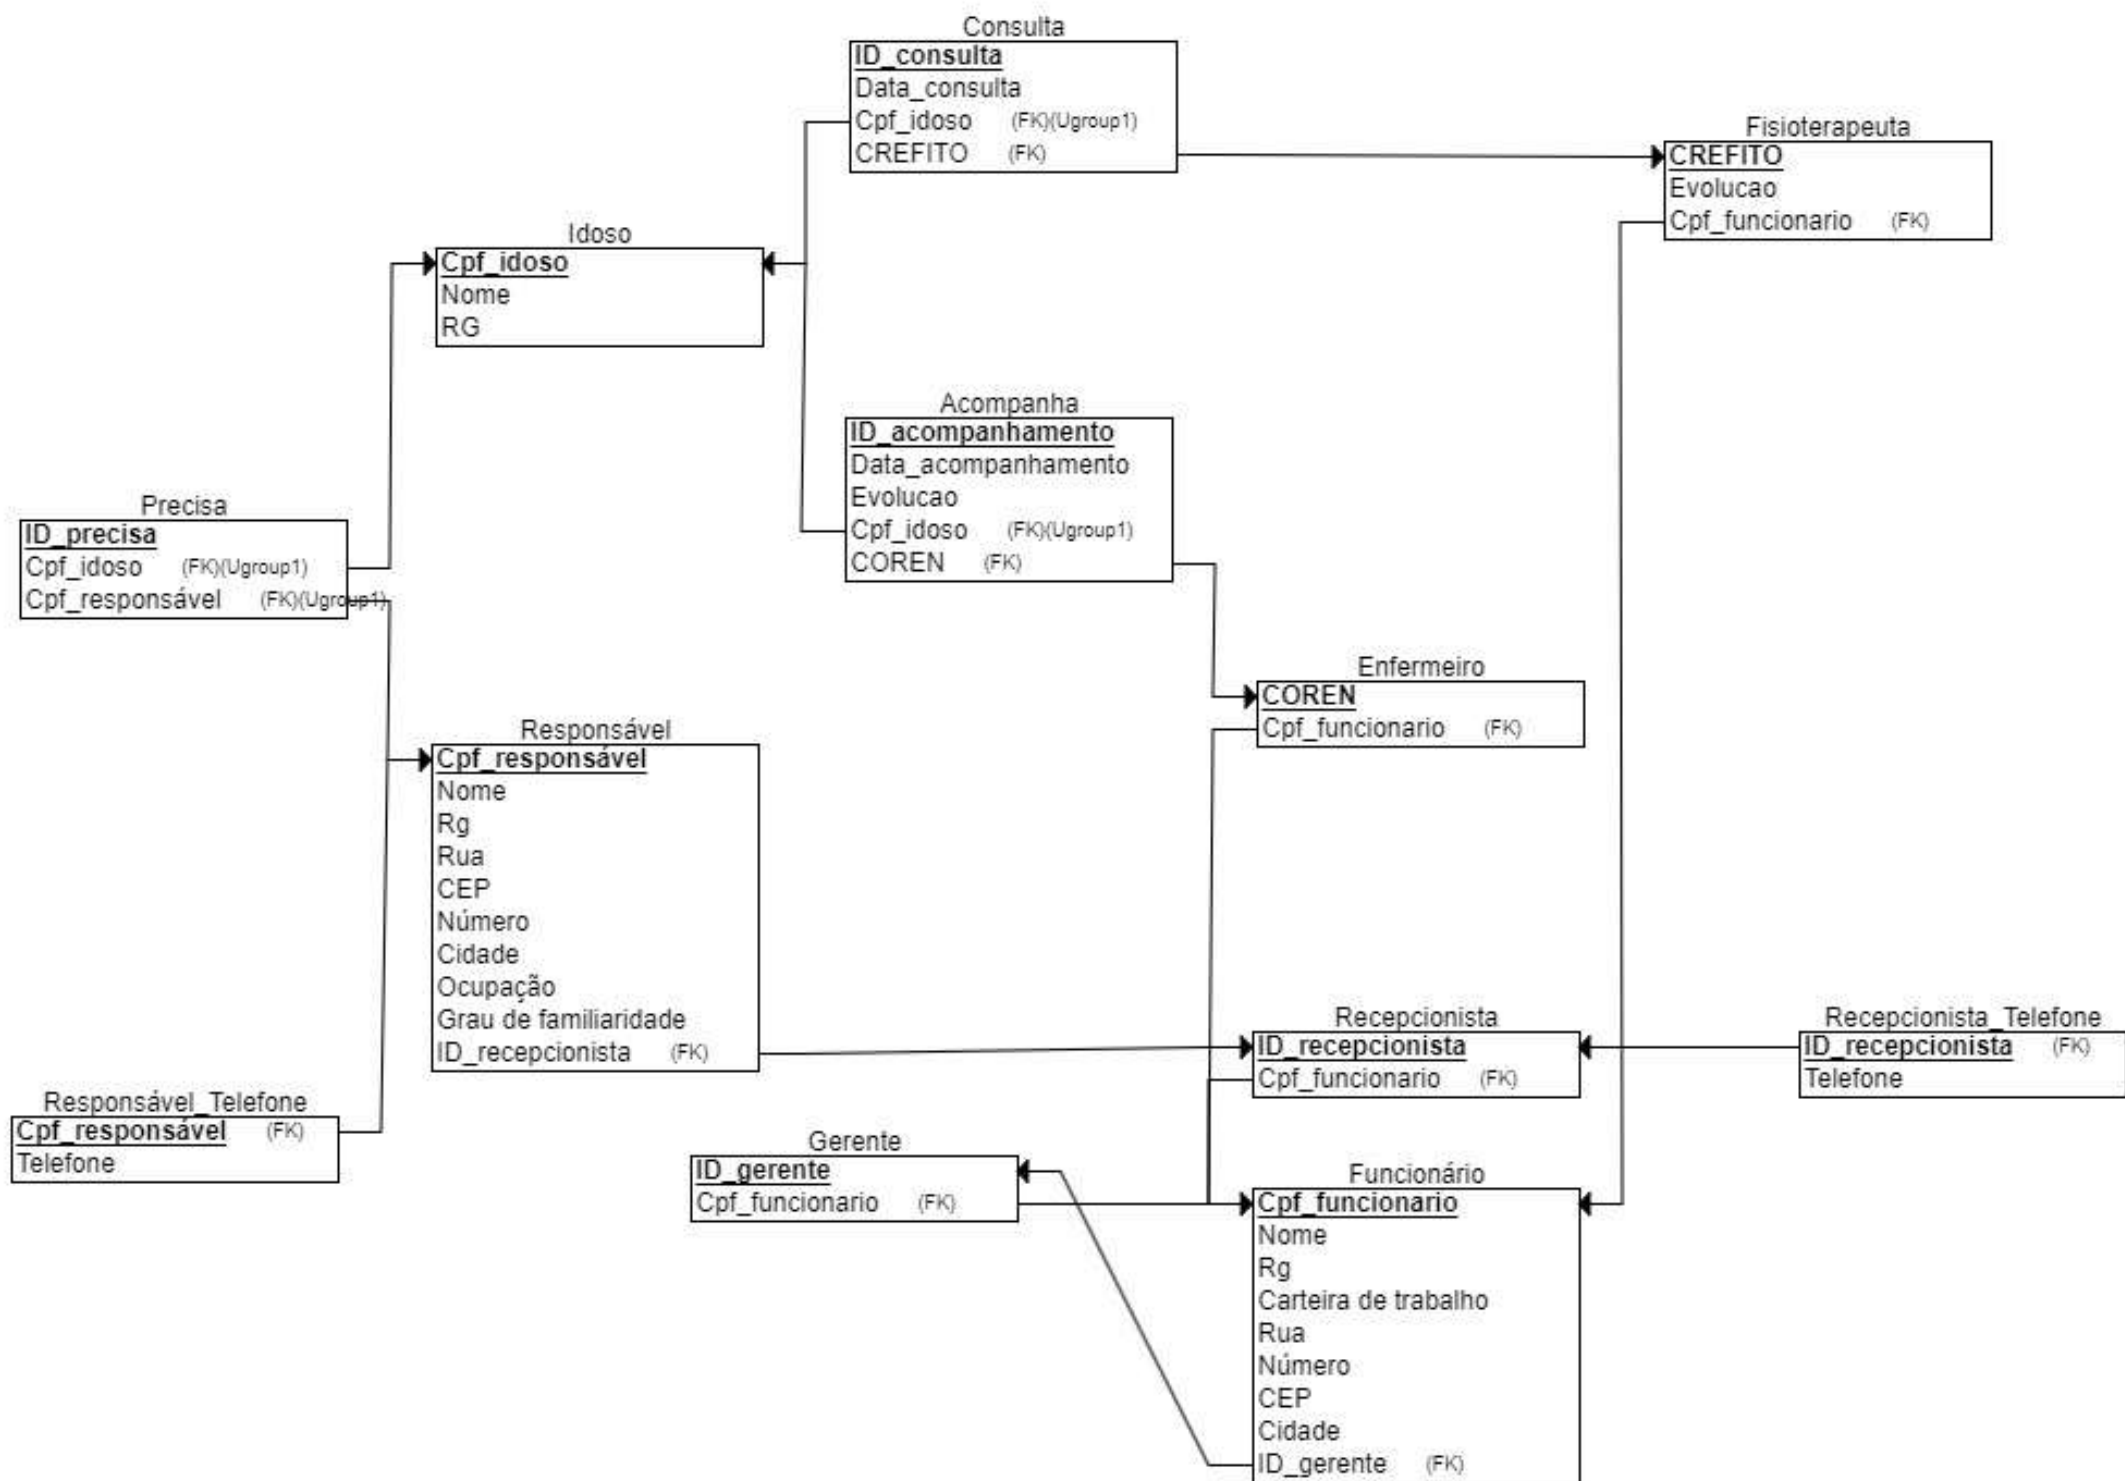 Consulta
ID_consulta
Data_consulta
Cpf_idoso (FK)(Ugroup1)
CREFITO (FK)
Fisioterapeuta
CREFITO
Evolucao
Cpf_funcionario (FK)
Idoso
Cpf_idoso
Nome
RG
Acompanha
ID_acompanhamento
Data_acompanhamento
Evolucao
Cpf_idoso (FK)(Ugroup1)
COREN (FK)
Precisa
ID_precisa
Cpf_idoso (FK)(Ugroup1)
Cpf_responsável (FK)(Ugroup1)
Enfermeiro
COREN
Cpf_funcionario (FK)
Responsável
Cpf_responsável
Nome
Rg
Rua
CEP
Número
Cidade
Ocupação
Grau de familiaridade
ID_recepcionista (FK)
Recepcionista
ID_recepcionista
Cpf_funcionario (FK)
Recepcionista_Telefone
ID_recepcionista (FK)
Telefone
Responsável_Telefone
Cpf_responsável (FK)
Telefone
Gerente
ID_gerente
Cpf_funcionario (FK)
Funcionário
Cpf_funcionario
Nome
Rg
Carteira de trabalho
Rua
Número
CEP
Cidade
ID_gerente (FK)